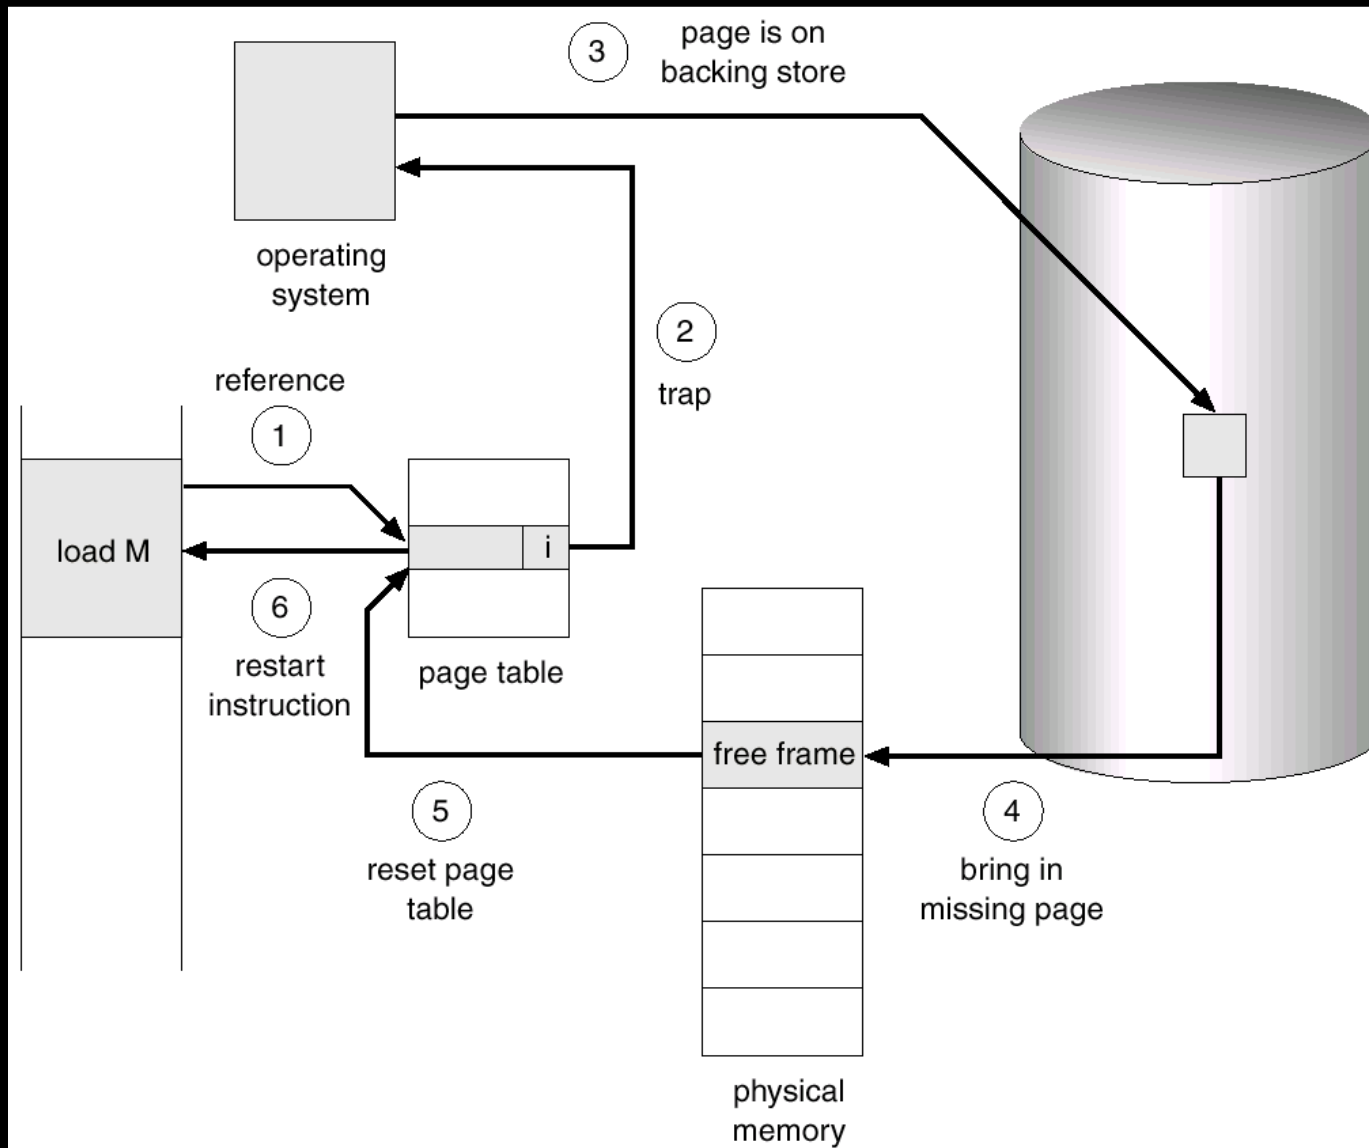 3
page is on
backing store
operating
system
2
trap
reference
1
load M
i
6
restart
instruction
page table
free frame
5
reset page
table
4
bring in
missing page
physical
memory